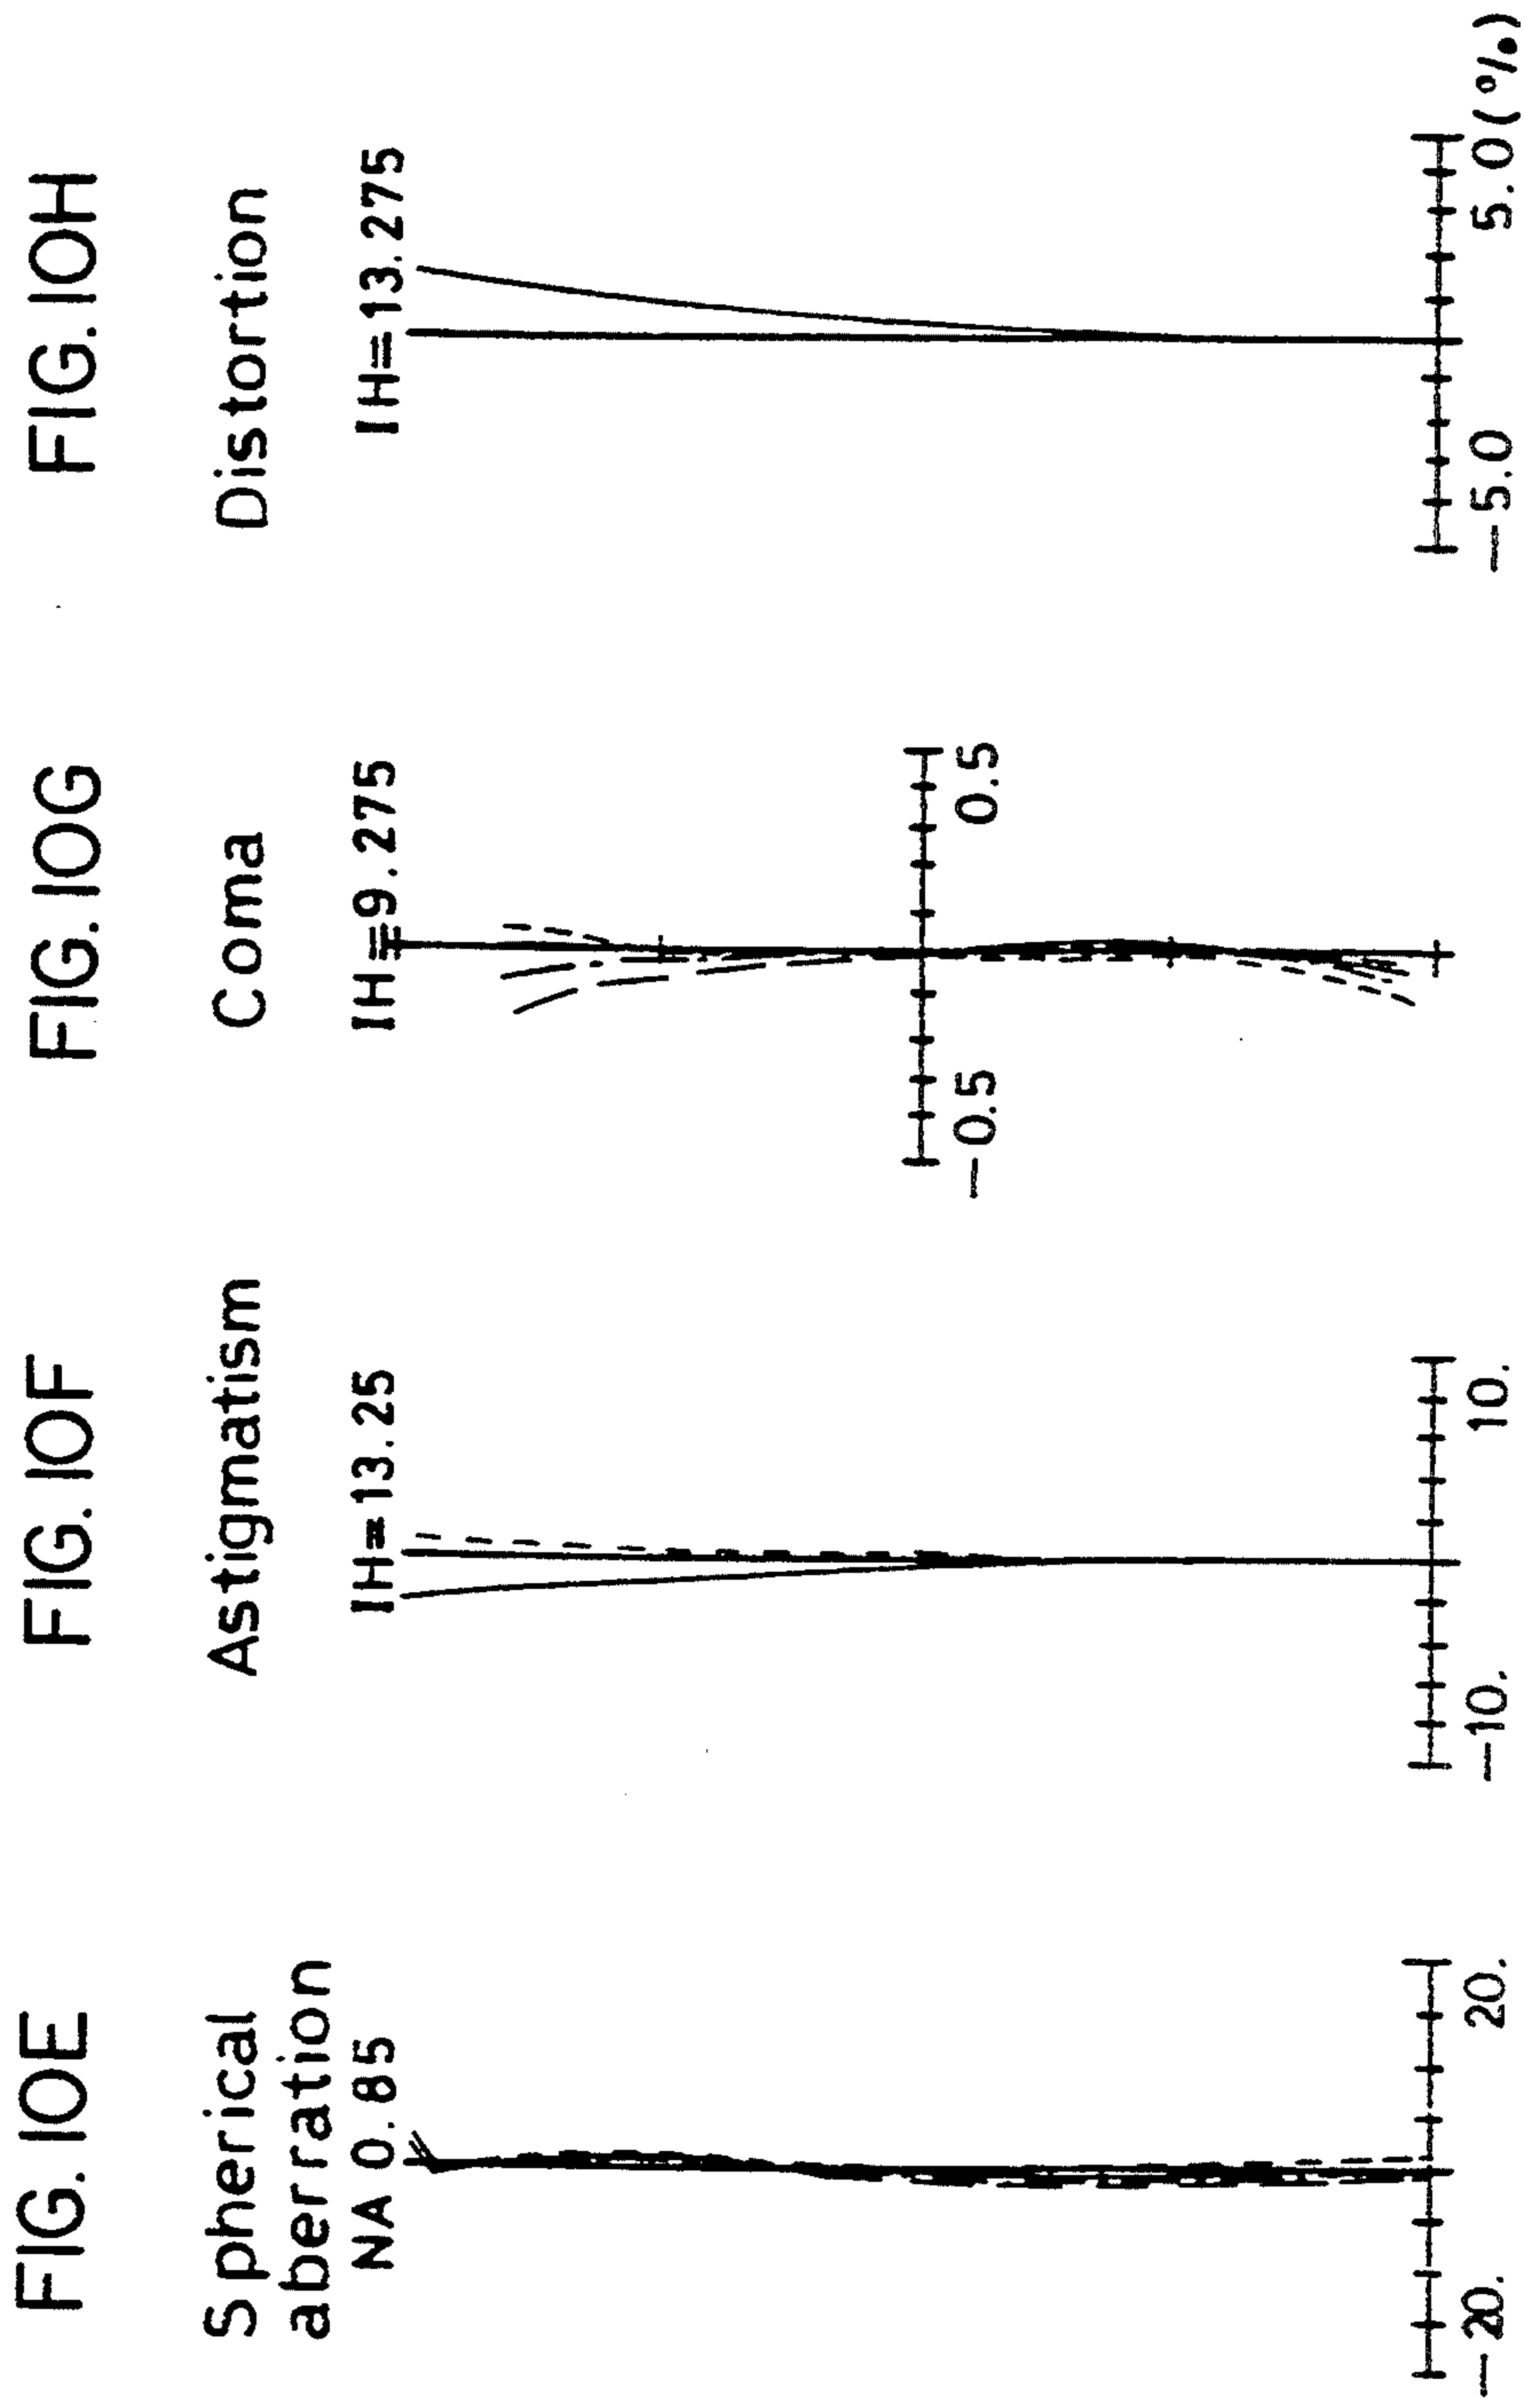 FIG. 10E
Spherical
aberration
NA 0.85
-20.
20.
FIG. 10F
Astigmatism
IH=13.25
-10.
10.
FIG. 10G
Coma
IH=9.275
-0.5
0.5
FIG. 10H
Distortion
IH=13.275
-5.0
5.0(%)